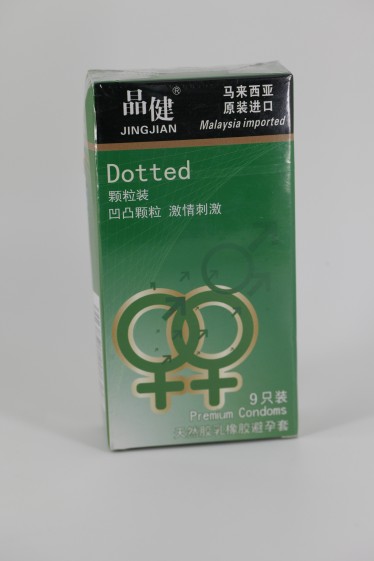 晶健®
JINGJIAN
马来西亚
原装进口
Malaysia imported
Dotted
颗粒装
凹凸颗粒 激情刺激
9只装
Premium Condoms
天然胶乳橡胶避孕套